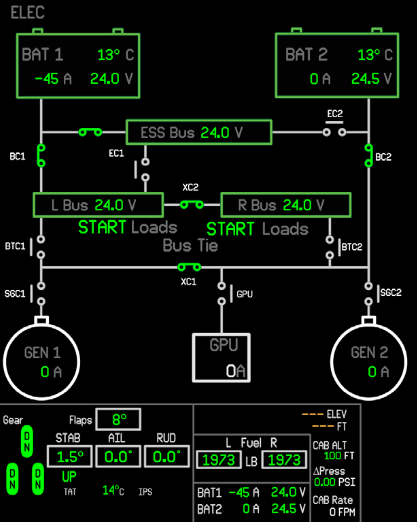 ELEC
BAT 1 13° C
-45 A 24.0 V
BAT 2 13° C
0 A 24.5 V
EC2
ESS Bus 24.0 V
BC1
EC1
BC2
XC2
L Bus 24.0 V
R Bus 24.0 V
START Loads
START Loads
Bus Tie
BTC1
BTC2
XC1
SGC1
GPU
SGC2
GEN 1
0 A
GPU
0A
GEN 2
0 A
Gear
Flaps 8°
DN
DN DN
STAB AIL RUD
1.5° 0.0° 0.0°
UP
TAT 14°C IPS
L Fuel R
1973 LB 1973
BAT1 -45 A 24.0 V
BAT2 0 A 24.5 V
--- ELEV
--- FT
CAB ALT
100 FT
ΔPress
0.00 PSI
CAB Rate
0 FPM